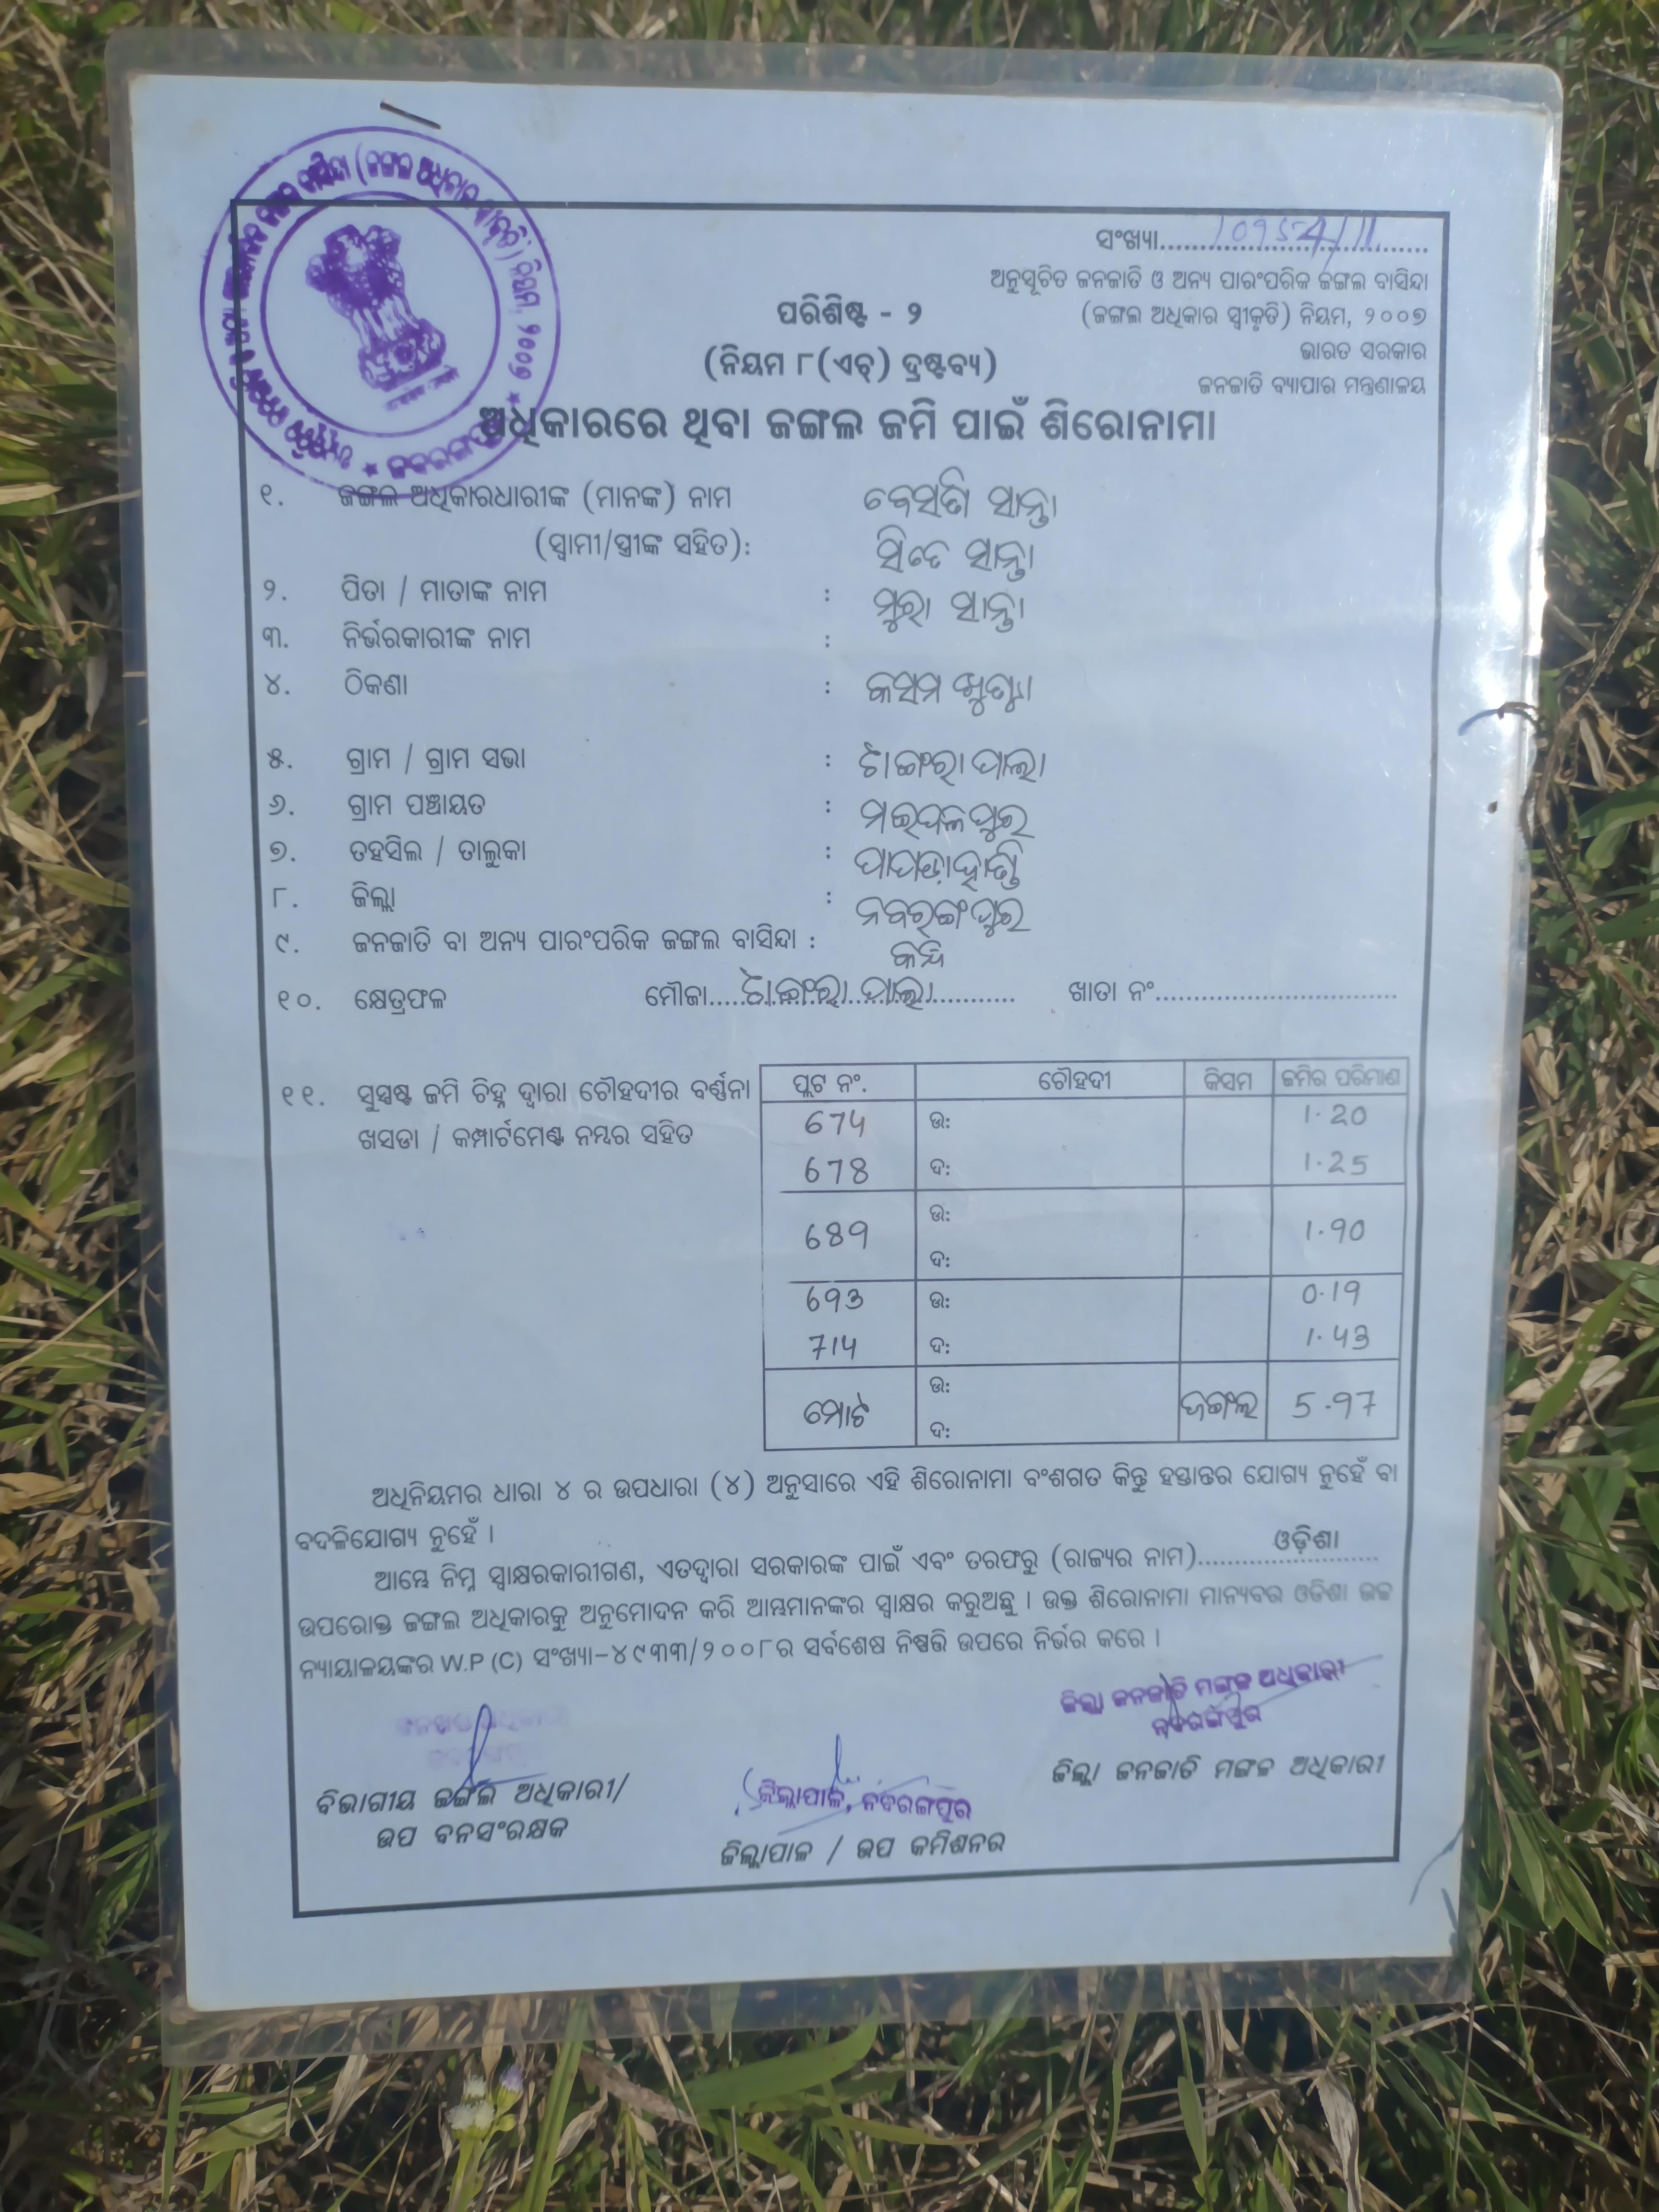 ସଂଖ୍ୟା
ଅନୁସୂଚିତ ଜନଜାତି ଓ ଅନ୍ୟ ପାରଂପରିକ ଜଙ୍ଗଲ ବାସିନ୍ଦା
(ଜଙ୍ଗଲ ଅଧିକାର ସ୍ୱୀକୃତି) ନିୟମ, ୨୦୦୭
ଭାରତ ସରକାର
ଜନଜାତି ବ୍ୟାପାର ମନ୍ତ୍ରଣାଳୟ
ପରିଶିଷ୍ଟ - ୨
(ନିୟମ ୮(ଏଚ୍) ଦ୍ରଷ୍ଟବ୍ୟ)
ଅଧିକାରରେ ଥିବା ଜଙ୍ଗଲ ଜମି ପାଇଁ ଶିରୋନାମା
୧. ଜଙ୍ଗଲ ଅଧିକାରଧାରୀଙ୍କ (ମାନଙ୍କ) ନାମ ସାନ୍ତା
(ସ୍ୱାମୀ/ସ୍ତ୍ରୀଙ୍କ ସହିତ): ସାନ୍ତା
୨. ପିତା / ମାତାଙ୍କ ନାମ : ମୁରା ସାନ୍ତା
୩. ନିର୍ଭରକାରୀଙ୍କ ନାମ :
୪. ଠିକଣା :
୫. ଗ୍ରାମ / ଗ୍ରାମ ସଭା :
୬. ଗ୍ରାମ ପଞ୍ଚାୟତ : ମଇଦଳପୁର
୭. ତହସିଲ / ତାଲୁକା : ପାପଡ଼ାହାଣ୍ଡି
୮. ଜିଲ୍ଲା : ନବରଙ୍ଗପୁର
୯. ଜନଜାତି ବା ଅନ୍ୟ ପାରଂପରିକ ଜଙ୍ଗଲ ବାସିନ୍ଦା :
୧୦. କ୍ଷେତ୍ରଫଳ ମୌଜା ଖାତା ନଂ
୧୧. ସୁସ୍ପଷ୍ଟ ଜମି ଚିହ୍ନ ଦ୍ୱାରା ଚୌହଦୀର ବର୍ଣ୍ଣନା
ଖସଡା / କମ୍ପାର୍ଟମେଣ୍ଟ ନମ୍ବର ସହିତ
ପ୍ଲଟ ନଂ. ଚୌହଦୀ କିସମ ଜମିର ପରିମାଣ
674 ଉ: 1.20
678 ଦ: 1.25
ଉ:
689 1.90
ଦ:
693 ଉ: 0.19
714 ଦ: 1.43
ଉ:
ମୋଟ ଜଙ୍ଗଲ 5.97
ଦ:
ଅଧିନିୟମର ଧାରା ୪ ର ଉପଧାରା (୪) ଅନୁସାରେ ଏହି ଶିରୋନାମା ବଂଶଗତ କିନ୍ତୁ ହସ୍ତାନ୍ତର ଯୋଗ୍ୟ ନୁହେଁ ବା
ବଦଳିଯୋଗ୍ୟ ନୁହେଁ ।
ଆମ୍ଭେ ନିମ୍ନ ସ୍ୱାକ୍ଷରକାରୀଗଣ, ଏତଦ୍ୱାରା ସରକାରଙ୍କ ପାଇଁ ଏବଂ ତରଫରୁ (ରାଜ୍ୟର ନାମ) ଓଡ଼ିଶା
ଉପରୋକ୍ତ ଜଙ୍ଗଲ ଅଧିକାରକୁ ଅନୁମୋଦନ କରି ଆମ୍ଭମାନଙ୍କର ସ୍ୱାକ୍ଷର କରୁଅଛୁ । ଉକ୍ତ ଶିରୋନାମା ମାନ୍ୟବର ଓଡିଶା ଉଚ୍ଚ
ନ୍ୟାୟାଳୟଙ୍କର W.P (C) ସଂଖ୍ୟା-୪୯୩୩/୨୦୦୮ର ସର୍ବଶେଷ ନିଷ୍ପତ୍ତି ଉପରେ ନିର୍ଭର କରେ ।
ଜିଲ୍ଲା ଜନଜାତି ମଙ୍ଗଳ ଅଧିକାରୀ
ନବରଙ୍ଗପୁର
ଜିଲ୍ଲା ଜନଜାତି ମଙ୍ଗଳ ଅଧିକାରୀ
ବିଭାଗୀୟ ଜଙ୍ଗଲ ଅଧିକାରୀ/
ଉପ ବନସଂରକ୍ଷକ
ଜିଲ୍ଲାପାଳ, ନବରଙ୍ଗପୁର
ଜିଲ୍ଲାପାଳ / ଉପ କମିଶନର